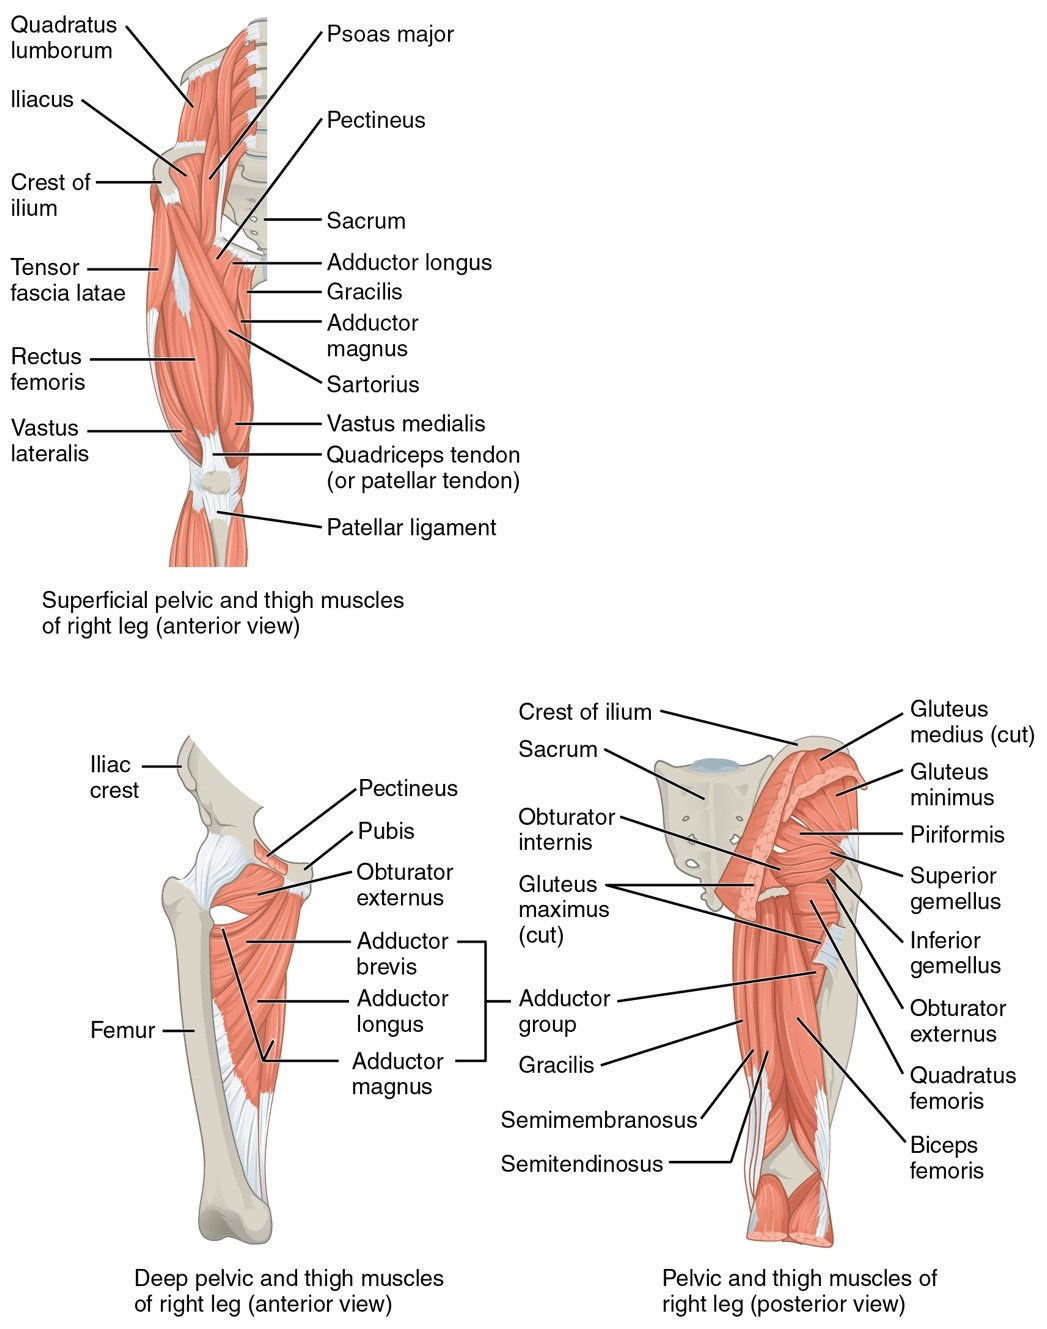 Quadratus
lumborum
Iliacus
Crest of
ilium
Tensor
fascia latae
Rectus
femoris
Vastus
lateralis
Psoas major
Pectineus
Sacrum
Adductor longus
Gracilis
Adductor
magnus
Sartorius
Vastus medialis
Quadriceps tendon
(or patellar tendon)
Patellar ligament
Superficial pelvic and thigh muscles
of right leg (anterior view)
Iliac
crest
Femur
Pectineus
Pubis
Obturator
externus
Adductor
brevis
Adductor
longus
Adductor
magnus
Deep pelvic and thigh muscles
of right leg (anterior view)
Crest of ilium
Sacrum
Obturator
internis
Gluteus
maximus
(cut)
Adductor
group
Gracilis
Semimembranosus
Semitendinosus
Gluteus
medius (cut)
Gluteus
minimus
Piriformis
Superior
gemellus
Inferior
gemellus
Obturator
externus
Quadratus
femoris
Biceps
femoris
Pelvic and thigh muscles of
right leg (posterior view)